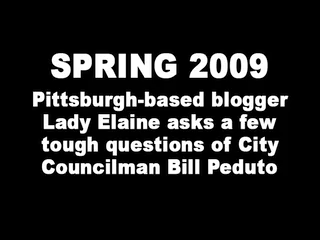 SPRING 2009
Pittsburgh-based blogger
Lady Elaine asks a few
tough questions of City
Councilman Bill Peduto